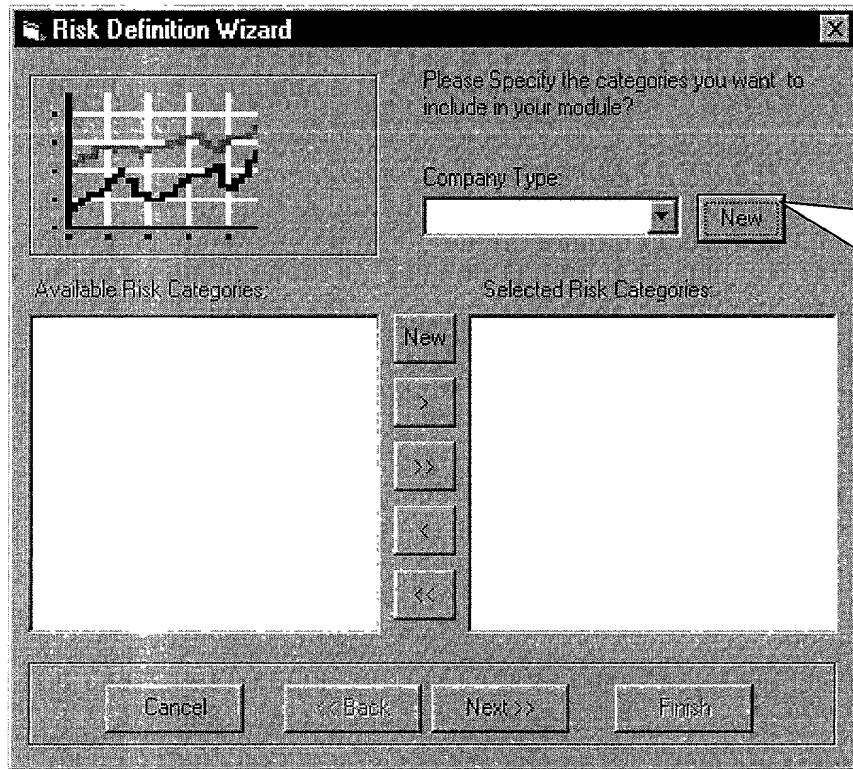 Risk Definition Wizard
Please Specify the categories you want to
include in your module?
Company Type:
New
Available Risk Categories:
Selected Risk Categories:
New
>
>>
<
<<
Cancel
<< Back
Next >>
Finish